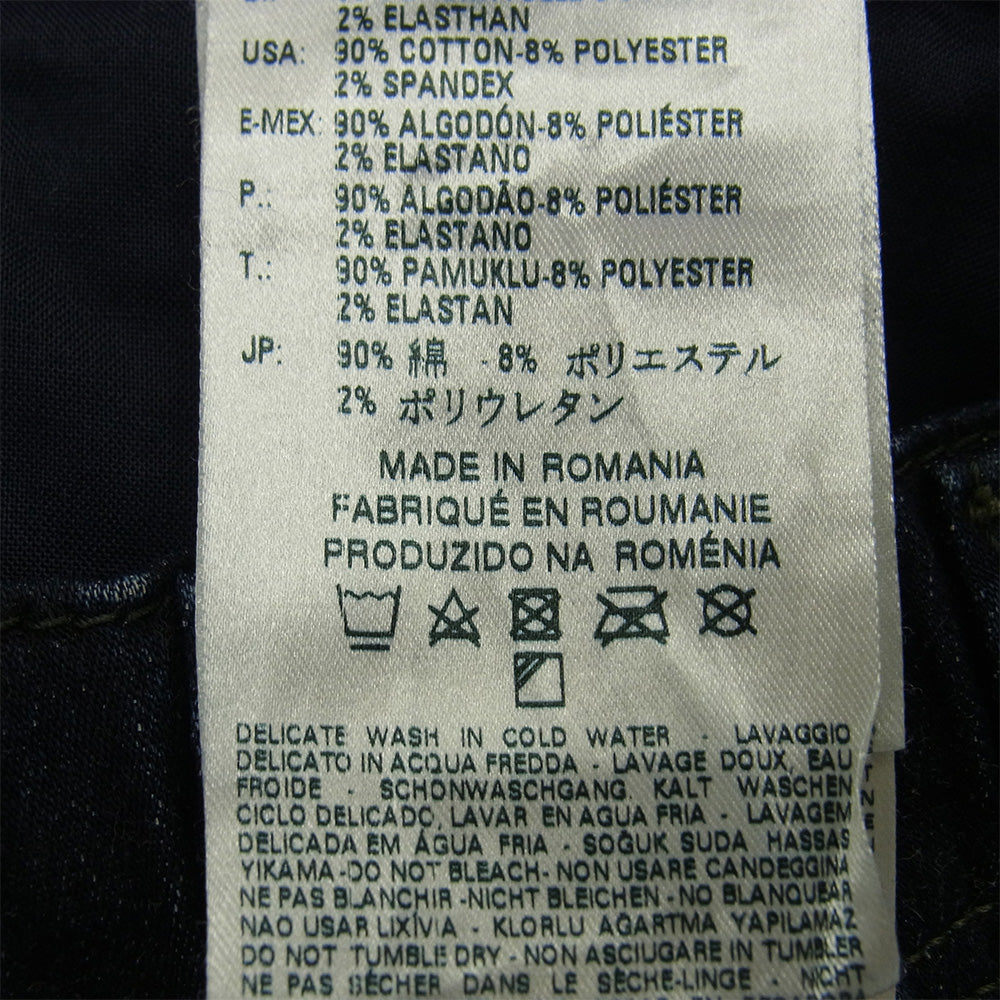 2% ELASTHAN
USA: 90% COTTON-8% POLYESTER
2% SPANDEX
E-MEX: 90% ALGODÓN-8% POLIÉSTER
2% ELASTANO
P.: 90% ALGODÃO-8% POLIÉSTER
2% ELASTANO
T.: 90% PAMUKLU-8% POLYESTER
2% ELASTAN
JP: 90% 綿 -8% ポリエステル
2% ポリウレタン
MADE IN ROMANIA
FABRIQUÉ EN ROUMANIE
PRODUZIDO NA ROMÉNIA
DELICATE WASH IN COLD WATER - LAVAGGIO
DELICATO IN ACQUA FREDDA - LAVAGE DOUX, EAU
FROIDE - SCHONWASCHGANG. KALT WASCHEN
CICLO DELICADO, LAVAR EN AGUA FRIA - LAVAGEM
DELICADA EM ÁGUA FRIA - SOĞUK SUDA HASSAS
YIKAMA -DO NOT BLEACH- NON USARE CANDEGGINA
NE PAS BLANCHIR -NICHT BLEICHEN -NO BLANQUEAR
NAO USAR LIXÍVIA - KLORLU AĞARTMA YAPILAMAZ
DO NOT TUMBLE DRY - NON ASCIUGARE IN TUMBLER
NE PAS SÈCHER DANS LE SÈCHE-LINGE - NICHT